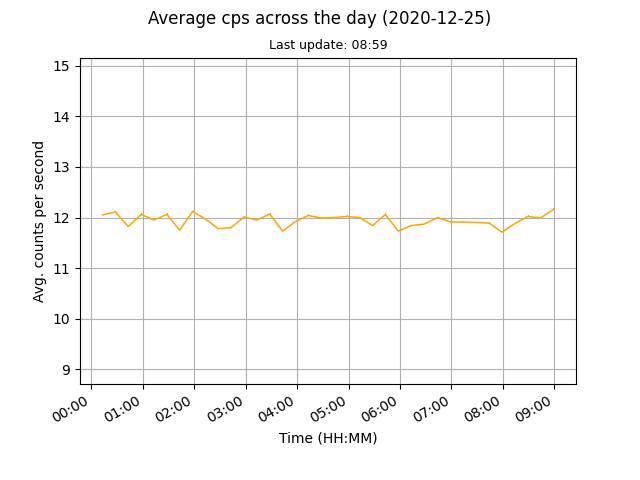 Average cps across the day (2020-12-25)
Last update: 08:59
15
14
13
12
11
10
9
Avg. counts per second
00:00 01:00 02:00 03:00 04:00 05:00 06:00 07:00 08:00 09:00
Time (HH:MM)